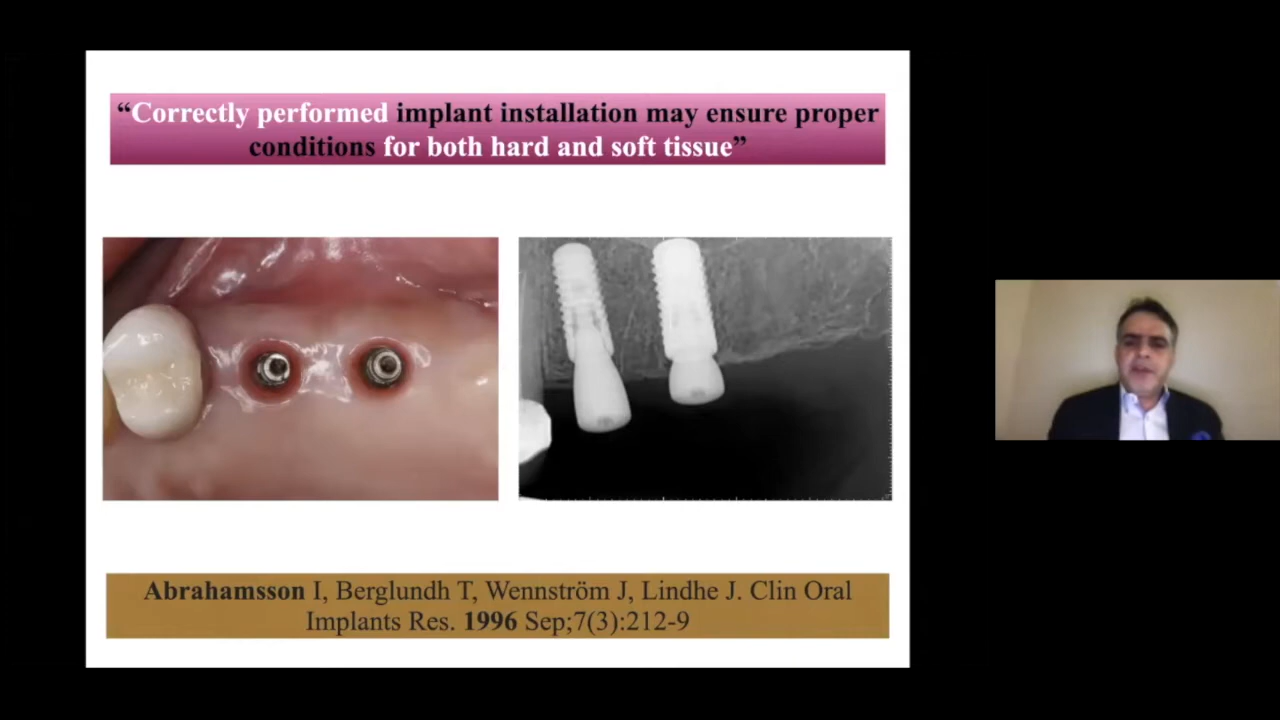 “Correctly performed implant installation may ensure proper
conditions for both hard and soft tissue”
Abrahamsson I, Berglundh T, Wennström J, Lindhe J. Clin Oral
Implants Res. 1996 Sep;7(3):212-9